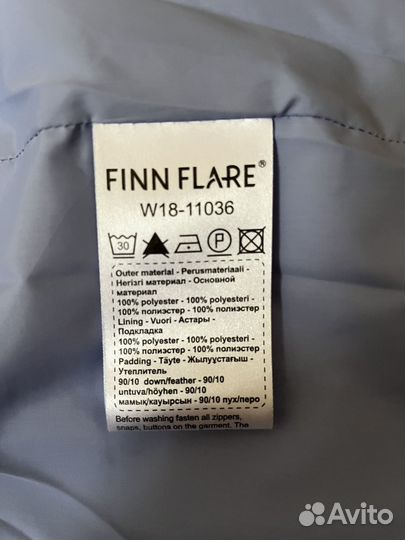 FINN FLARE®
W18-11036
30
P
Outer material - Perusmateriaali -
Негізгі материал - Основной
материал
100% polyester - 100% polyesteri -
100% полиэстер - 100% полиэстер
Lining - Vuori - Астары -
Подкладка
100% polyester - 100% polyesteri -
100% полиэстер - 100% полиэстер
Padding - Täyte - Жылуұстағыш -
Утеплитель
90/10 down/feather - 90/10
untuva/höyhen - 90/10
мамық/қауырсын - 90/10 пух/перо
Before washing fasten all zippers,
snaps, buttons on the garment. The
Avito